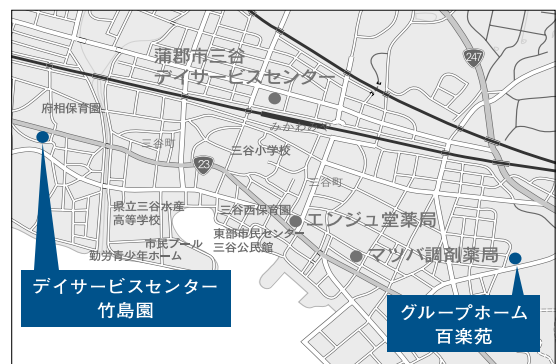 247
蒲郡市三谷
デイサービスセンター
府相保育園
三谷町
三谷小学校
23
三谷町
県立三谷水産
高等学校
三谷西保育園
エンジュ堂薬局
東部市民センター
三谷公民館
市民プール
勤労青少年ホーム
マツバ調剤薬局
デイサービスセンター
竹島園
グループホーム
百楽苑